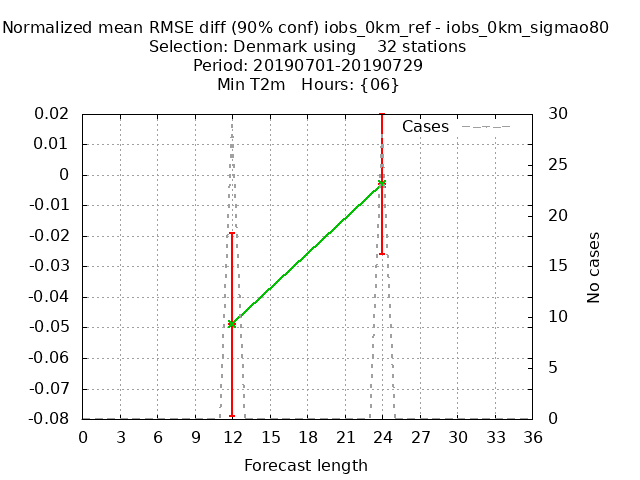 Normalized mean RMSE diff (90% conf) iobs_0km_ref - iobs_0km_sigmao80
Selection: Denmark using 32 stations
Period: 20190701-20190729
Min T2m Hours: {06}
Cases
0.02
0.01
0
-0.01
-0.02
-0.03
-0.04
-0.05
-0.06
-0.07
-0.08
30
25
20
15
10
5
0
No cases
0 3 6 9 12 15 18 21 24 27 30 33 36
Forecast length